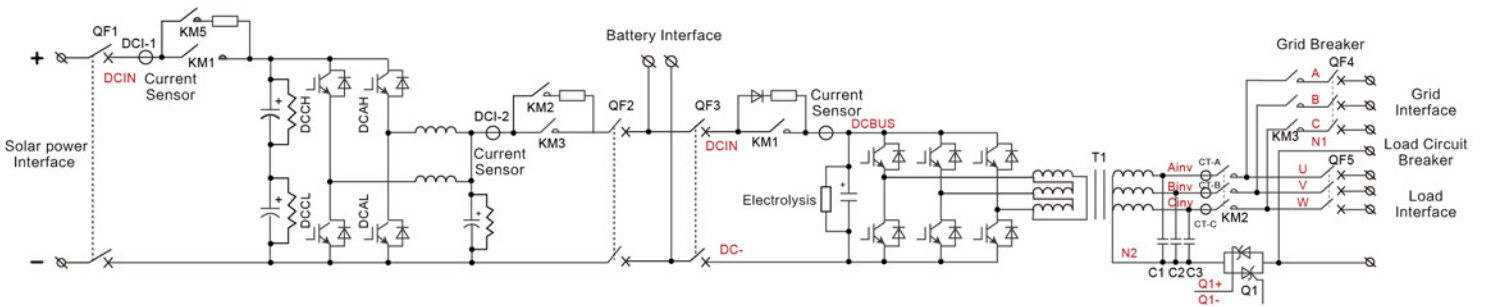 Solar power
Interface
+
-
QF1
DCIN
DCI-1
Current
Sensor
KM5
KM1
DCCH
DCCL
DCAH
DCAL
DCI-2
Current
Sensor
KM2
KM3
QF2
Battery Interface
QF3
DCIN
KM1
Current
Sensor
DCBUS
Electrolysis
DC-
T1
Ainv
Binv
Cinv
CT-A
CT-B
CT-C
KM2
N2
C1 C2 C3
Q1+
Q1-
Q1
Grid Breaker
QF4
A
B
C
KM3
N1
Grid
Interface
Load Circuit
Breaker
QF5
U
V
W
Load
Interface